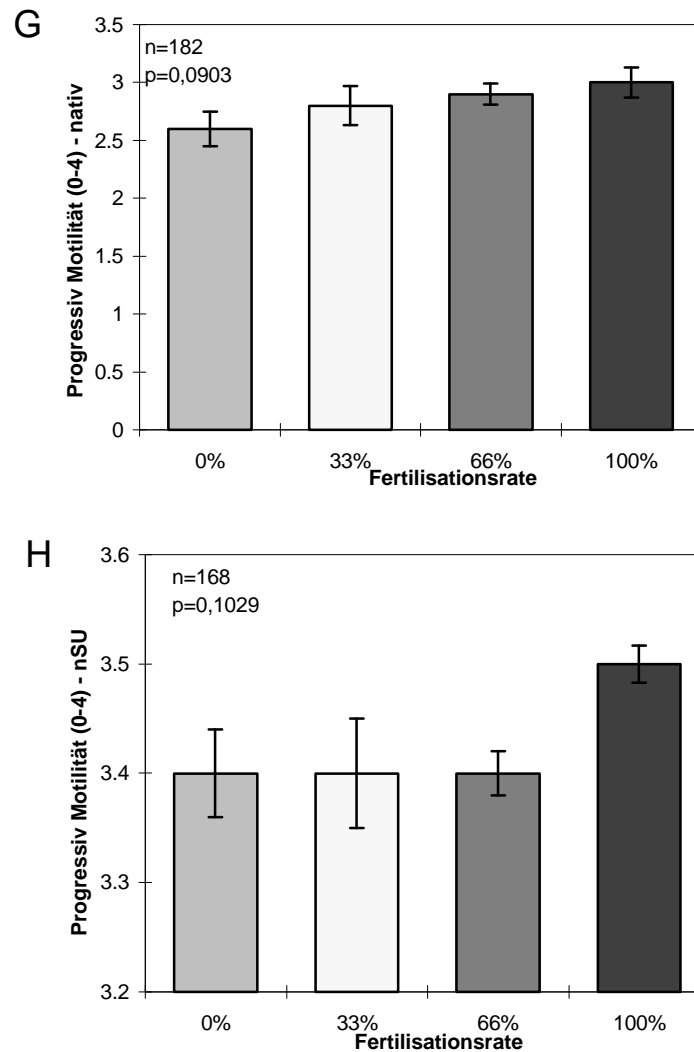 G
n=182
p=0,0903
Progressiv Motilität (0-4) - nativ
3.5
3
2.5
2
1.5
1
0.5
0
0%
33%
66%
100%
Fertilisationsrate
H
n=168
p=0,1029
Progressiv Motilität (0-4) - nSU
3.6
3.5
3.4
3.3
3.2
0%
33%
66%
100%
Fertilisationsrate